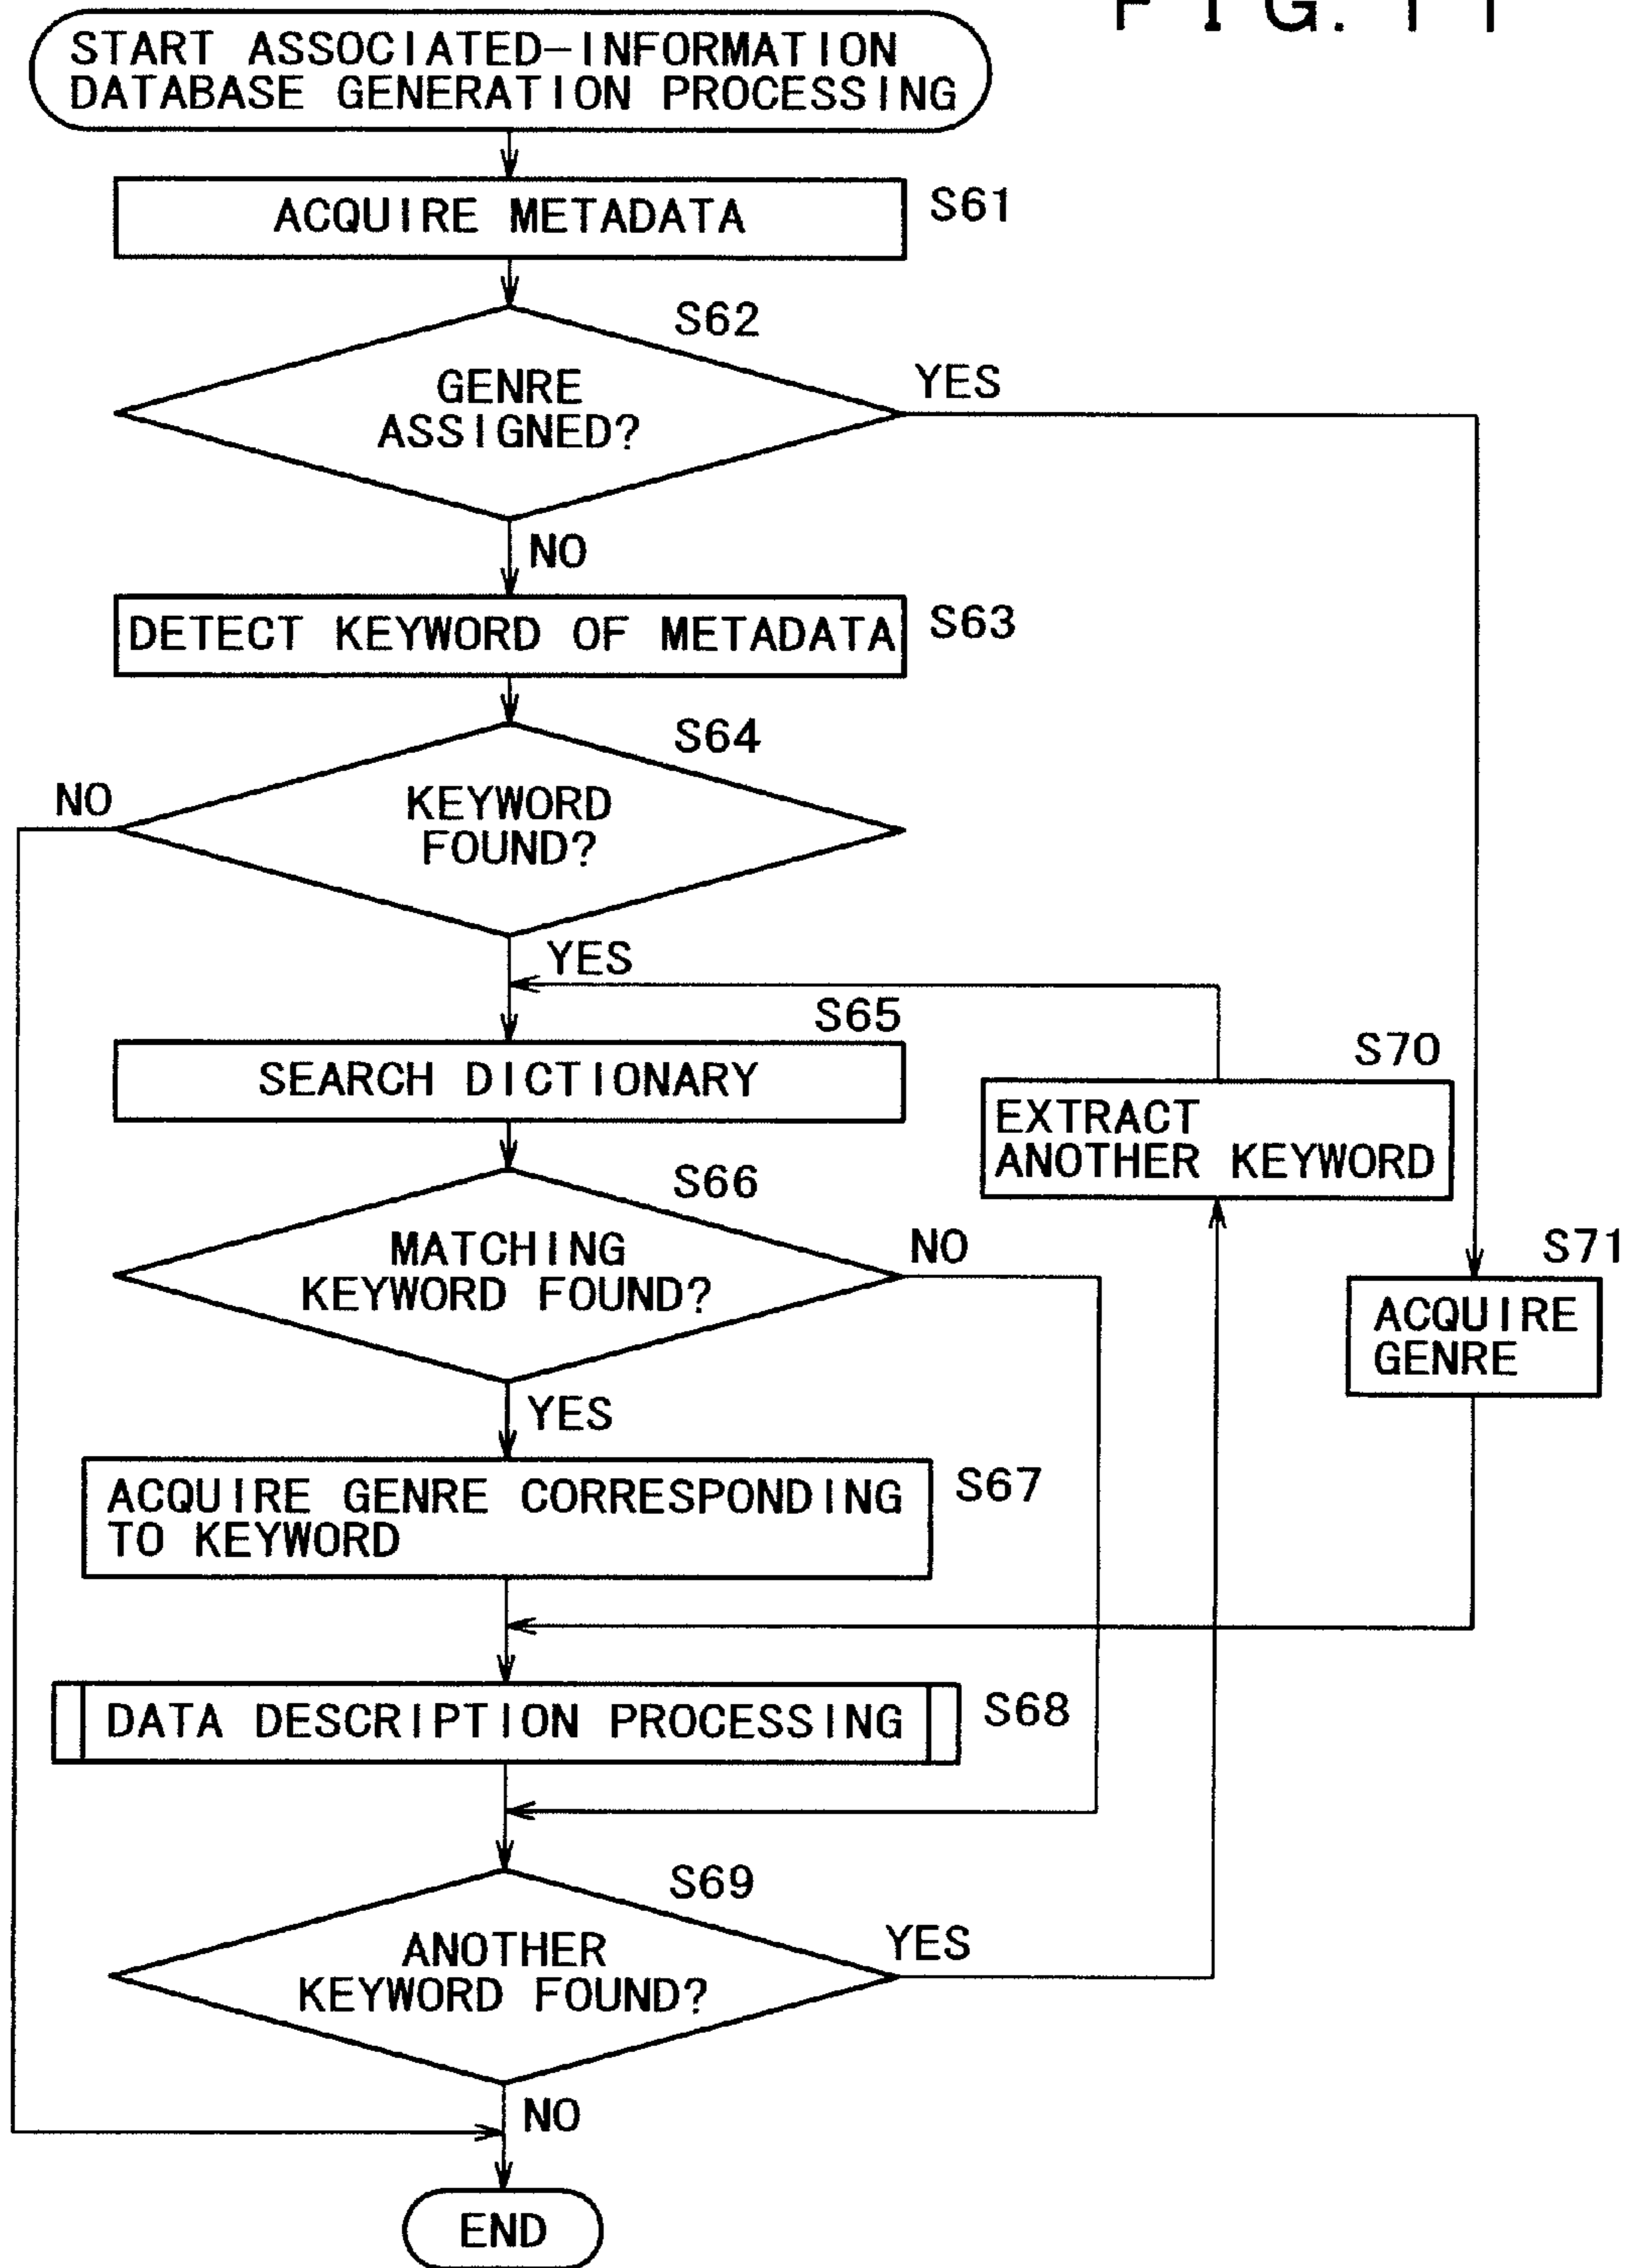 FIG. 11
START ASSOCIATED-INFORMATION
DATABASE GENERATION PROCESSING
ACQUIRE METADATA
S61
S62
GENRE
ASSIGNED?
YES
NO
DETECT KEYWORD OF METADATA
S63
S64
NO
KEYWORD
FOUND?
YES
S65
SEARCH DICTIONARY
S70
EXTRACT
ANOTHER KEYWORD
S66
MATCHING
KEYWORD FOUND?
NO
S71
ACQUIRE
GENRE
YES
ACQUIRE GENRE CORRESPONDING
TO KEYWORD
S67
DATA DESCRIPTION PROCESSING
S68
S69
ANOTHER
KEYWORD FOUND?
YES
NO
END